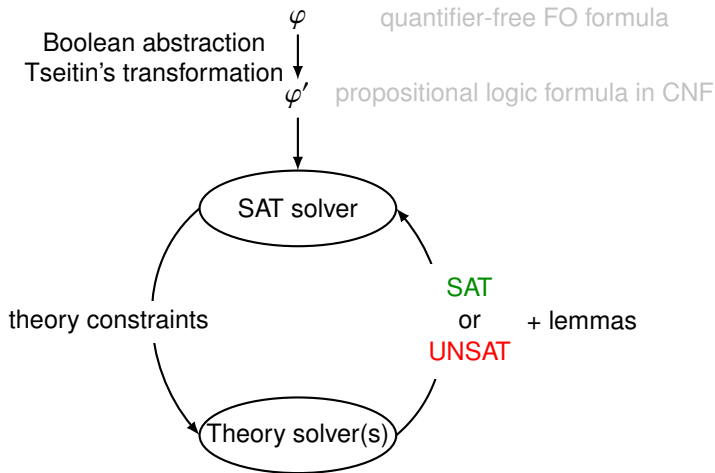 φ quantifier-free FO formula
Boolean abstraction
Tseitin's transformation
φ′ propositional logic formula in CNF
SAT solver
SAT
theory constraints or + lemmas
UNSAT
Theory solver(s)